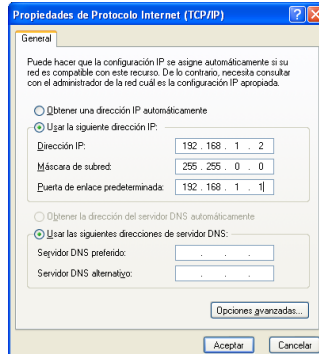 Propiedades de Protocolo Internet (TCP/IP)
General
Puede hacer que la configuración IP se asigne automáticamente si su
red es compatible con este recurso. De lo contrario, necesita consultar
con el administrador de la red cuál es la configuración IP apropiada.
Obtener una dirección IP automáticamente
Usar la siguiente dirección IP:
Dirección IP: 192 . 168 . 1 . 2
Máscara de subred: 255 . 255 . 0 . 0
Puerta de enlace predeterminada: 192 . 168 . 1 . 1
Obtener la dirección del servidor DNS automáticamente
Usar las siguientes direcciones de servidor DNS:
Servidor DNS preferido: . . .
Servidor DNS alternativo: . . .
Opciones avanzadas...
Aceptar Cancelar